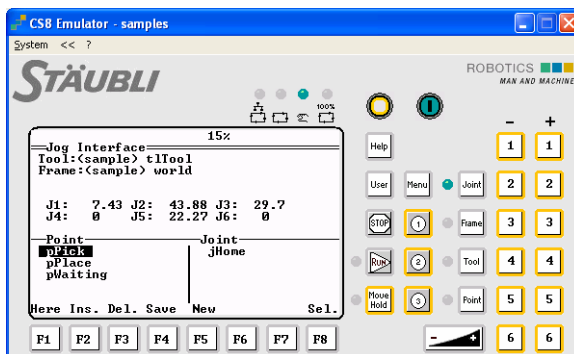 CS8 Emulator - samples
System << ?
STÄUBLI
ROBOTICS
MAN AND MACHINE
100%
15%
Jog Interface
Tool:(sample) tlTool
Frame:(sample) world
J1: 7.43 J2: 43.88 J3: 29.7
J4: 0 J5: 22.27 J6: 0
Point Joint
pPick jHome
pPlace
pWaiting
Here Ins. Del. Save New Sel.
F1 F2 F3 F4 F5 F6 F7 F8
Help
User Menu Joint
STOP 1 Frame
RUN 2 Tool
Move Hold 3 Point
- +
1 1
2 2
3 3
4 4
5 5
6 6
- +